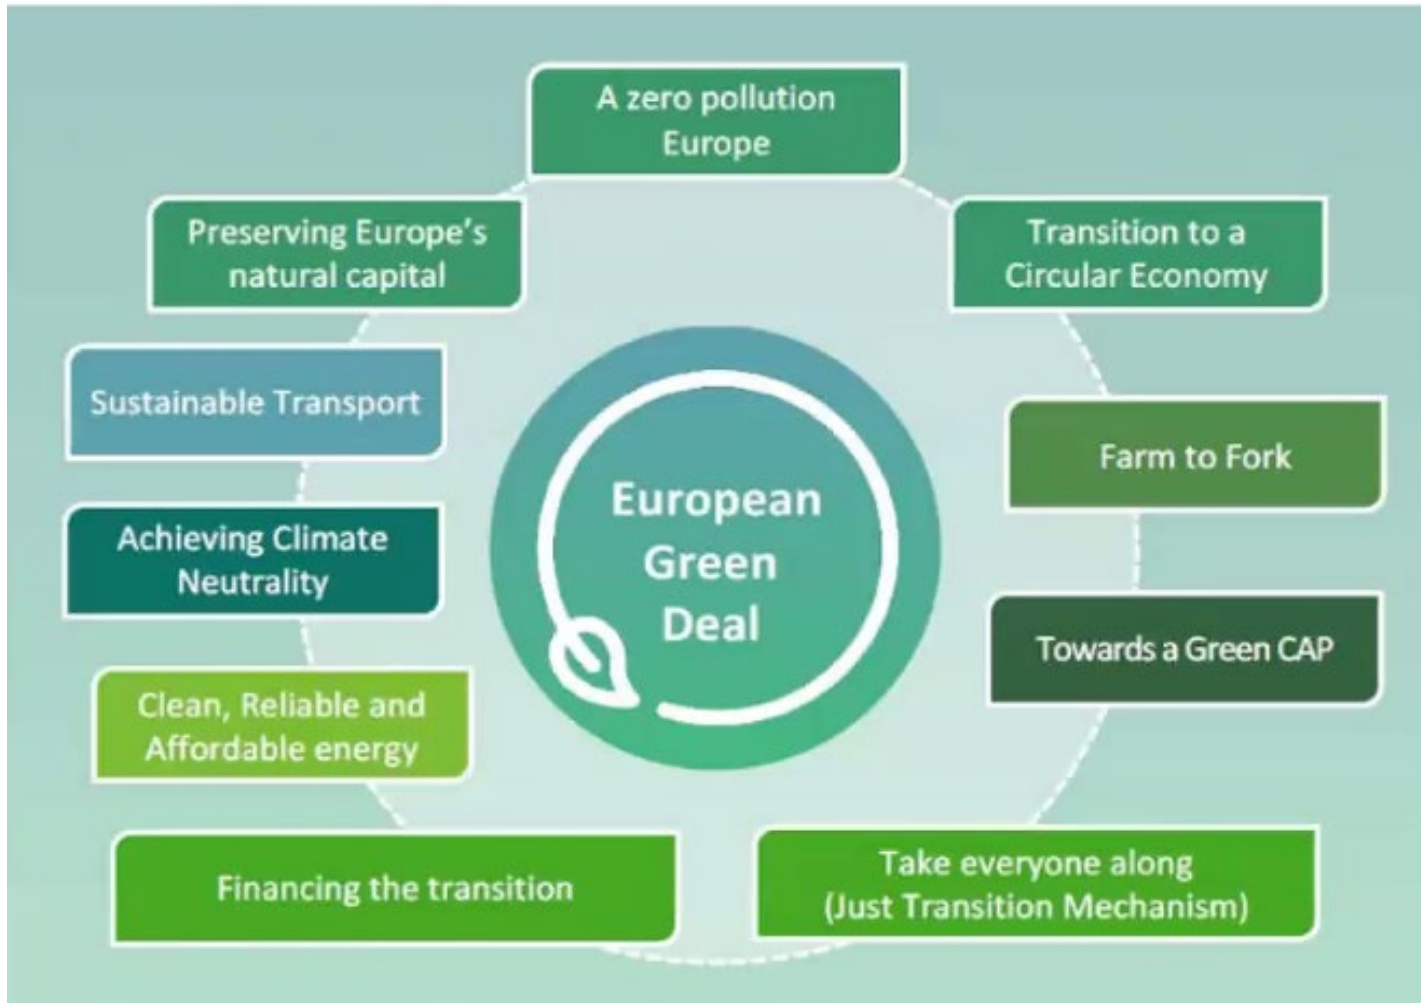 A zero pollution
Europe
Preserving Europe's
natural capital
Transition to a
Circular Economy
Sustainable Transport
Farm to Fork
European
Green
Deal
Achieving Climate
Neutrality
Towards a Green CAP
Clean, Reliable and
Affordable energy
Financing the transition
Take everyone along
(Just Transition Mechanism)